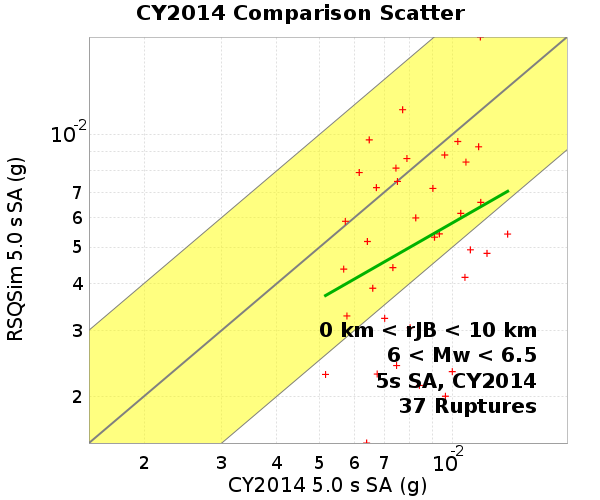 CY2014 Comparison Scatter
RSQSim 5.0 s SA (g)
10-2
7
6
5
4
3
2
0 km < rJB < 10 km
6 < Mw < 6.5
5s SA, CY2014
37 Ruptures
2 3 4 5 6 7 10-2
CY2014 5.0 s SA (g)